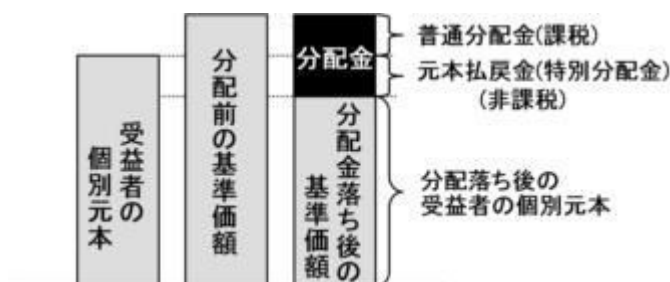 受益者の
個別元本
分配前の基準価額
分配金
分配金落ち後の
基準価額
普通分配金(課税)
元本払戻金(特別分配金)
(非課税)
分配落ち後の
受益者の個別元本